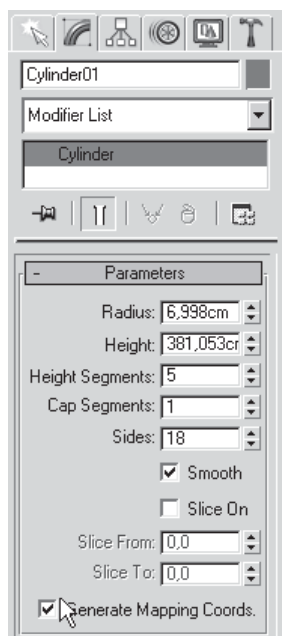 Cylinder01
Modifier List
Cylinder
- Parameters
Radius: 6,998cm
Height: 381,053cr
Height Segments: 5
Cap Segments: 1
Sides: 18
Smooth
Slice On
Slice From: 0,0
Slice To: 0,0
Generate Mapping Coords.